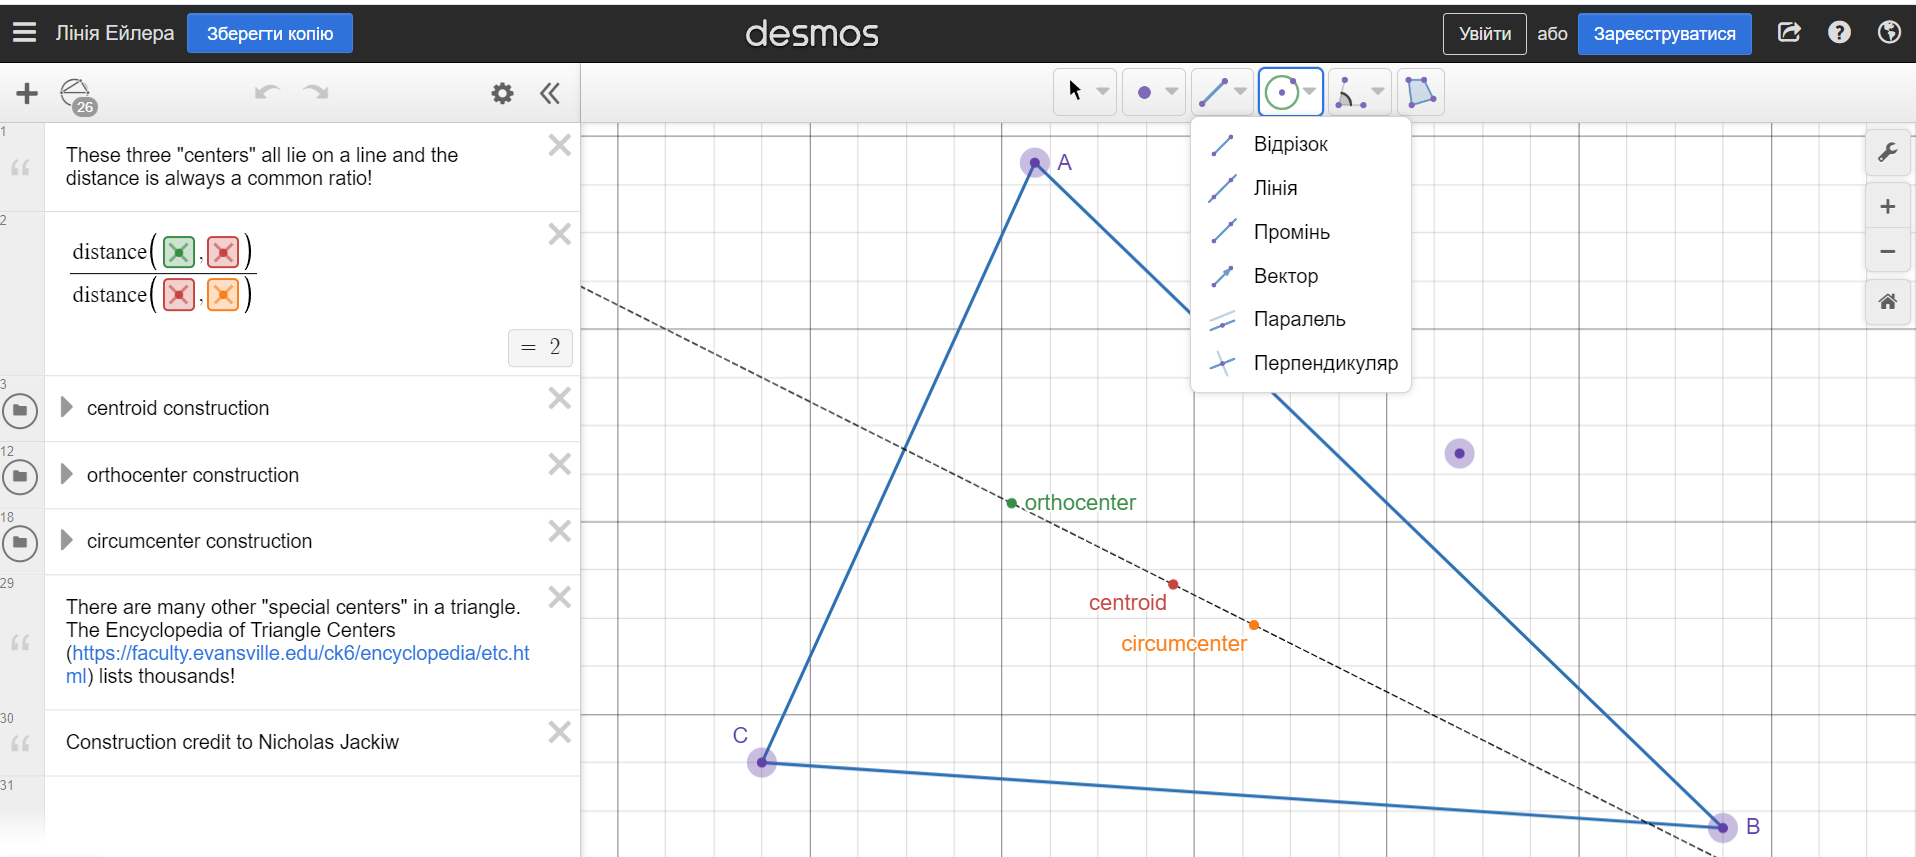 Лінія Ейлера
Зберегти копію
desmos
Увійти
або
Зареєструватися
26
1
These three "centers" all lie on a line and the
distance is always a common ratio!
2
distance( , )
distance( , )
= 2
3
centroid construction
12
orthocenter construction
18
circumcenter construction
29
There are many other "special centers" in a triangle.
The Encyclopedia of Triangle Centers
(https://faculty.evansville.edu/ck6/encyclopedia/etc.ht
ml) lists thousands!
30
Construction credit to Nicholas Jackiw
31
Відрізок
Лінія
Промінь
Вектор
Паралель
Перпендикуляр
A
orthocenter
centroid
circumcenter
C
B